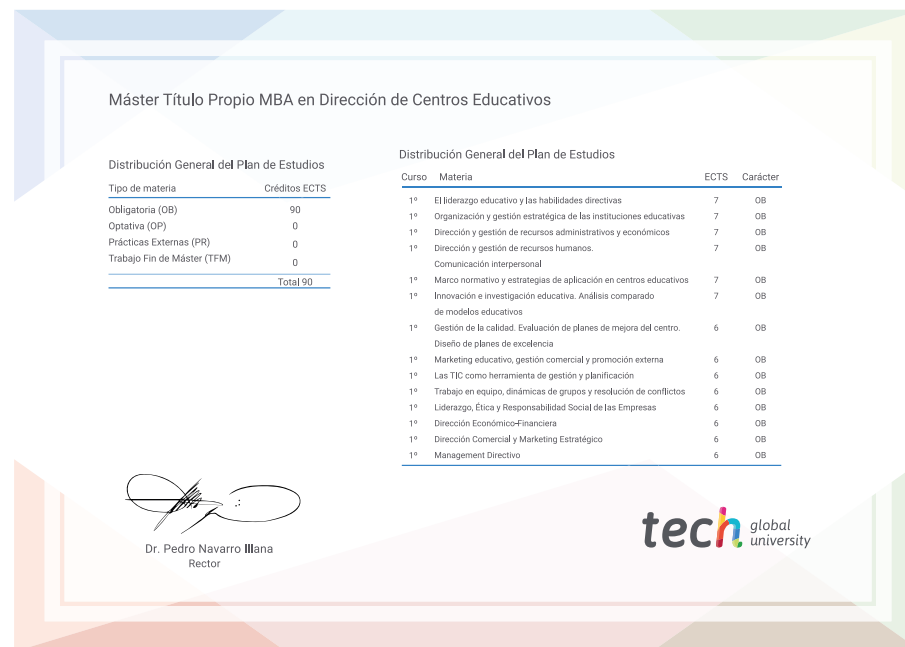 Máster Título Propio MBA en Dirección de Centros Educativos
Distribución General del Plan de Estudios
Tipo de materia Créditos ECTS
Obligatoria (OB) 90
Optativa (OP) 0
Prácticas Externas (PR) 0
Trabajo Fin de Máster (TFM) 0
Total 90
Distribución General del Plan de Estudios
Curso Materia ECTS Carácter
1º El liderazgo educativo y las habilidades directivas 7 OB
1º Organización y gestión estratégica de las instituciones educativas 7 OB
1º Dirección y gestión de recursos administrativos y económicos 7 OB
1º Dirección y gestión de recursos humanos. 7 OB
Comunicación interpersonal
1º Marco normativo y estrategias de aplicación en centros educativos 7 OB
1º Innovación e investigación educativa. Análisis comparado 7 OB
de modelos educativos
1º Gestión de la calidad. Evaluación de planes de mejora del centro. 6 OB
Diseño de planes de excelencia
1º Marketing educativo, gestión comercial y promoción externa 6 OB
1º Las TIC como herramienta de gestión y planificación 6 OB
1º Trabajo en equipo, dinámicas de grupos y resolución de conflictos 6 OB
1º Liderazgo, Ética y Responsabilidad Social de las Empresas 6 OB
1º Dirección Económico-Financiera 6 OB
1º Dirección Comercial y Marketing Estratégico 6 OB
1º Management Directivo 6 OB
Dr. Pedro Navarro Illana
Rector
tech global
university